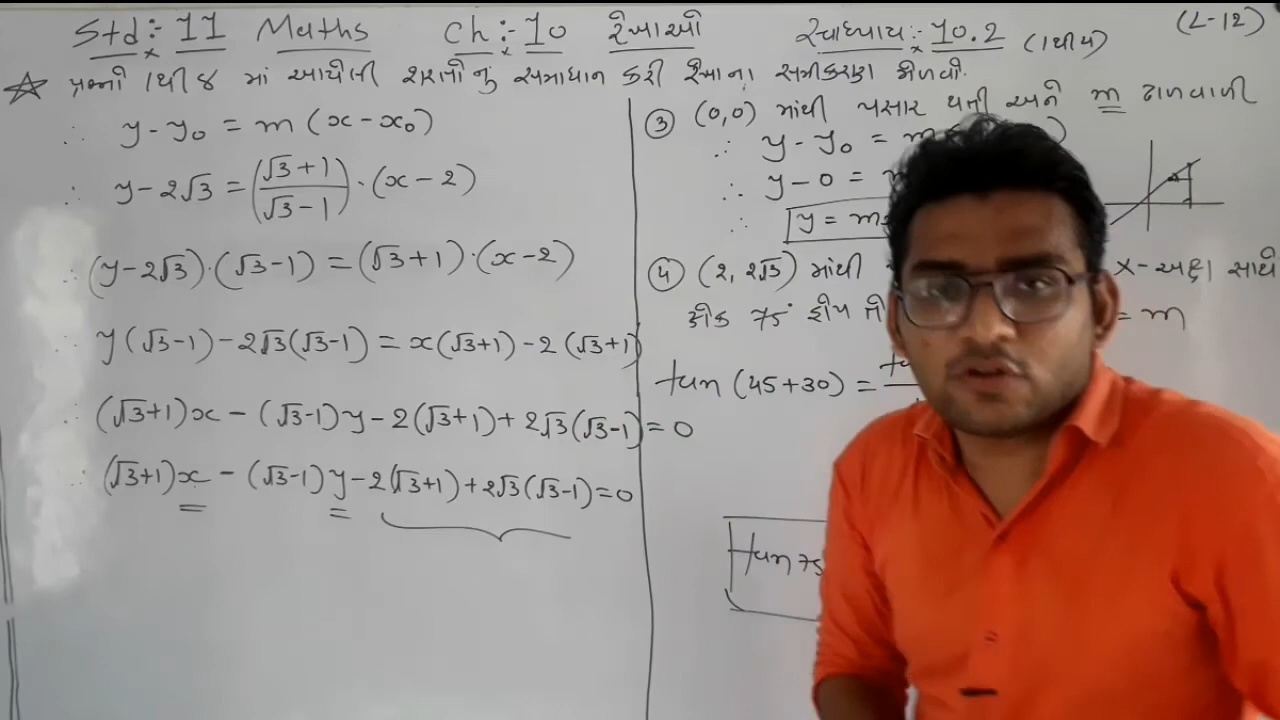 Std:- 11 Maths Ch:- 10 રેખાઓ સ્વાધ્યાય:- 10.2 (1થી૪) (L-12)
પ્રશ્નો 1થી ૪ માં આપેલી શરતોનું સમાધાન કરી રેખાના સમીકરણ મેળવો.
∴ y-y₀ = m (x-x₀)
∴ y-2√3 = ((√3+1)/(√3-1))·(x-2)
∴ (y-2√3)·(√3-1) = (√3+1)·(x-2)
∴ y(√3-1)-2√3(√3-1) = x(√3+1)-2(√3+1)
∴ (√3+1)x - (√3-1)y - 2(√3+1) + 2√3(√3-1) = 0
∴ (√3+1)x - (√3-1)y - 2(√3+1) + 2√3(√3-1) = 0
③ (0,0) માંથી પસાર થતી અને m ઢાળવાળી
∴ y-y₀ = m )
∴ y-0 =
∴ y = m
④ (2, 2√3) માંથી x-અક્ષ સાથે
કોણ 75° હોય તો = m
tan (45+30) =
tan 75